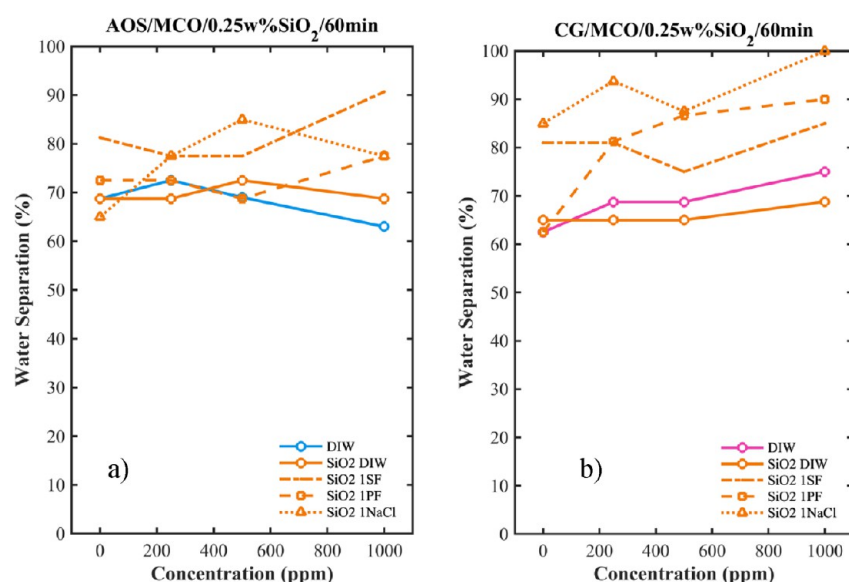 AOS/MCO/0.25w%SiO₂/60min
100
90
80
70
60
50
40
30
20
10
0
Water Separation (%)
a)
DIW
SiO2 DIW
SiO2 1SF
SiO2 1PF
SiO2 1NaCl
0 200 400 600 800 1000
Concentration (ppm)
CG/MCO/0.25w%SiO₂/60min
100
90
80
70
60
50
40
30
20
10
0
Water Separation (%)
b)
DIW
SiO2 DIW
SiO2 1SF
SiO2 1PF
SiO2 1NaCl
0 200 400 600 800 1000
Concentration (ppm)